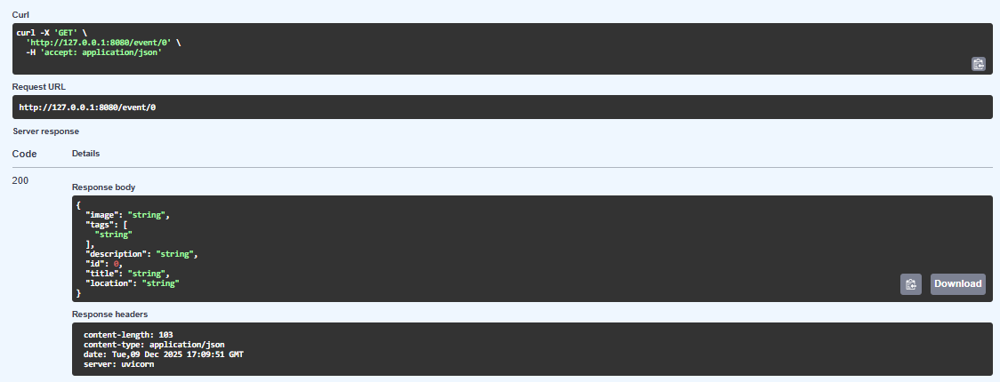 Curl
curl -X 'GET' \
  'http://127.0.0.1:8080/event/0' \
  -H 'accept: application/json'
Request URL
http://127.0.0.1:8080/event/0
Server response
Code Details
200
Response body
{
  "image": "string",
  "tags": [
    "string"
  ],
  "description": "string",
  "id": 0,
  "title": "string",
  "location": "string"
}
Download
Response headers
content-length: 103
content-type: application/json
date: Tue,09 Dec 2025 17:09:51 GMT
server: uvicorn